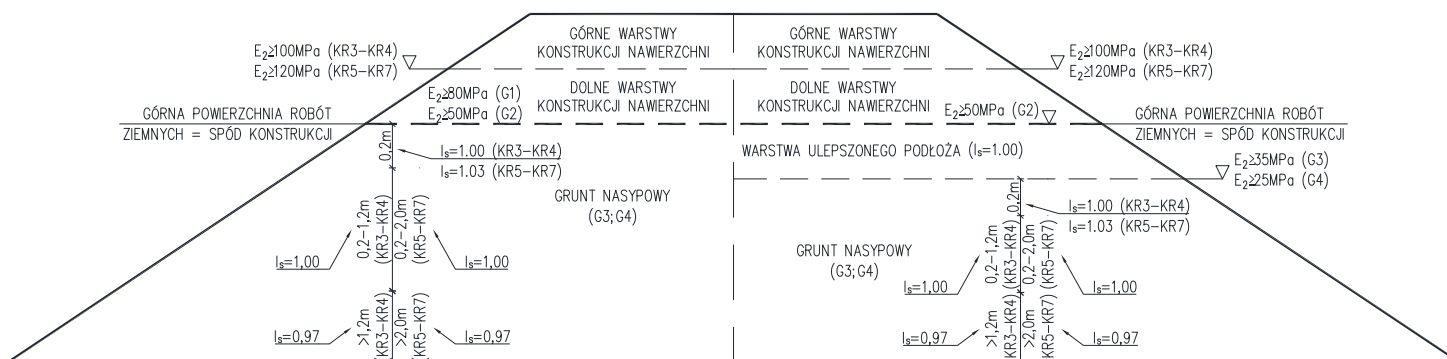 GÓRNE WARSTWY
KONSTRUKCJI NAWIERZCHNI
GÓRNE WARSTWY
KONSTRUKCJI NAWIERZCHNI
E₂≥100MPa (KR3-KR4)
E₂≥120MPa (KR5-KR7)
E₂≥100MPa (KR3-KR4)
E₂≥120MPa (KR5-KR7)
DOLNE WARSTWY
KONSTRUKCJI NAWIERZCHNI
DOLNE WARSTWY
KONSTRUKCJI NAWIERZCHNI
E₂≥80MPa (G1)
E₂≥50MPa (G2)
E₂≥50MPa (G2)
GÓRNA POWIERZCHNIA ROBÓT
ZIEMNYCH = SPÓD KONSTRUKCJI
GÓRNA POWIERZCHNIA ROBÓT
ZIEMNYCH = SPÓD KONSTRUKCJI
0.2m
Iₛ=1.00 (KR3-KR4)
Iₛ=1.03 (KR5-KR7)
WARSTWA ULEPSZONEGO PODŁOŻA (Iₛ=1.00)
E₂≥35MPa (G3)
E₂≥25MPa (G4)
GRUNT NASYPOWY
(G3;G4)
0.2m
Iₛ=1.00 (KR3-KR4)
Iₛ=1.03 (KR5-KR7)
0,2-1,2m
(KR3-KR4)
0,2-2,0m
(KR5-KR7)
Iₛ=1,00
Iₛ=1,00
GRUNT NASYPOWY
(G3;G4)
0,2-1,2m
(KR3-KR4)
0,2-2,0m
(KR5-KR7)
Iₛ=1,00
Iₛ=1,00
>1,2m
(KR3-KR4)
>2,0m
(KR5-KR7)
Iₛ=0,97
Iₛ=0,97
>1,2m
(KR3-KR4)
>2,0m
(KR5-KR7)
Iₛ=0,97
Iₛ=0,97